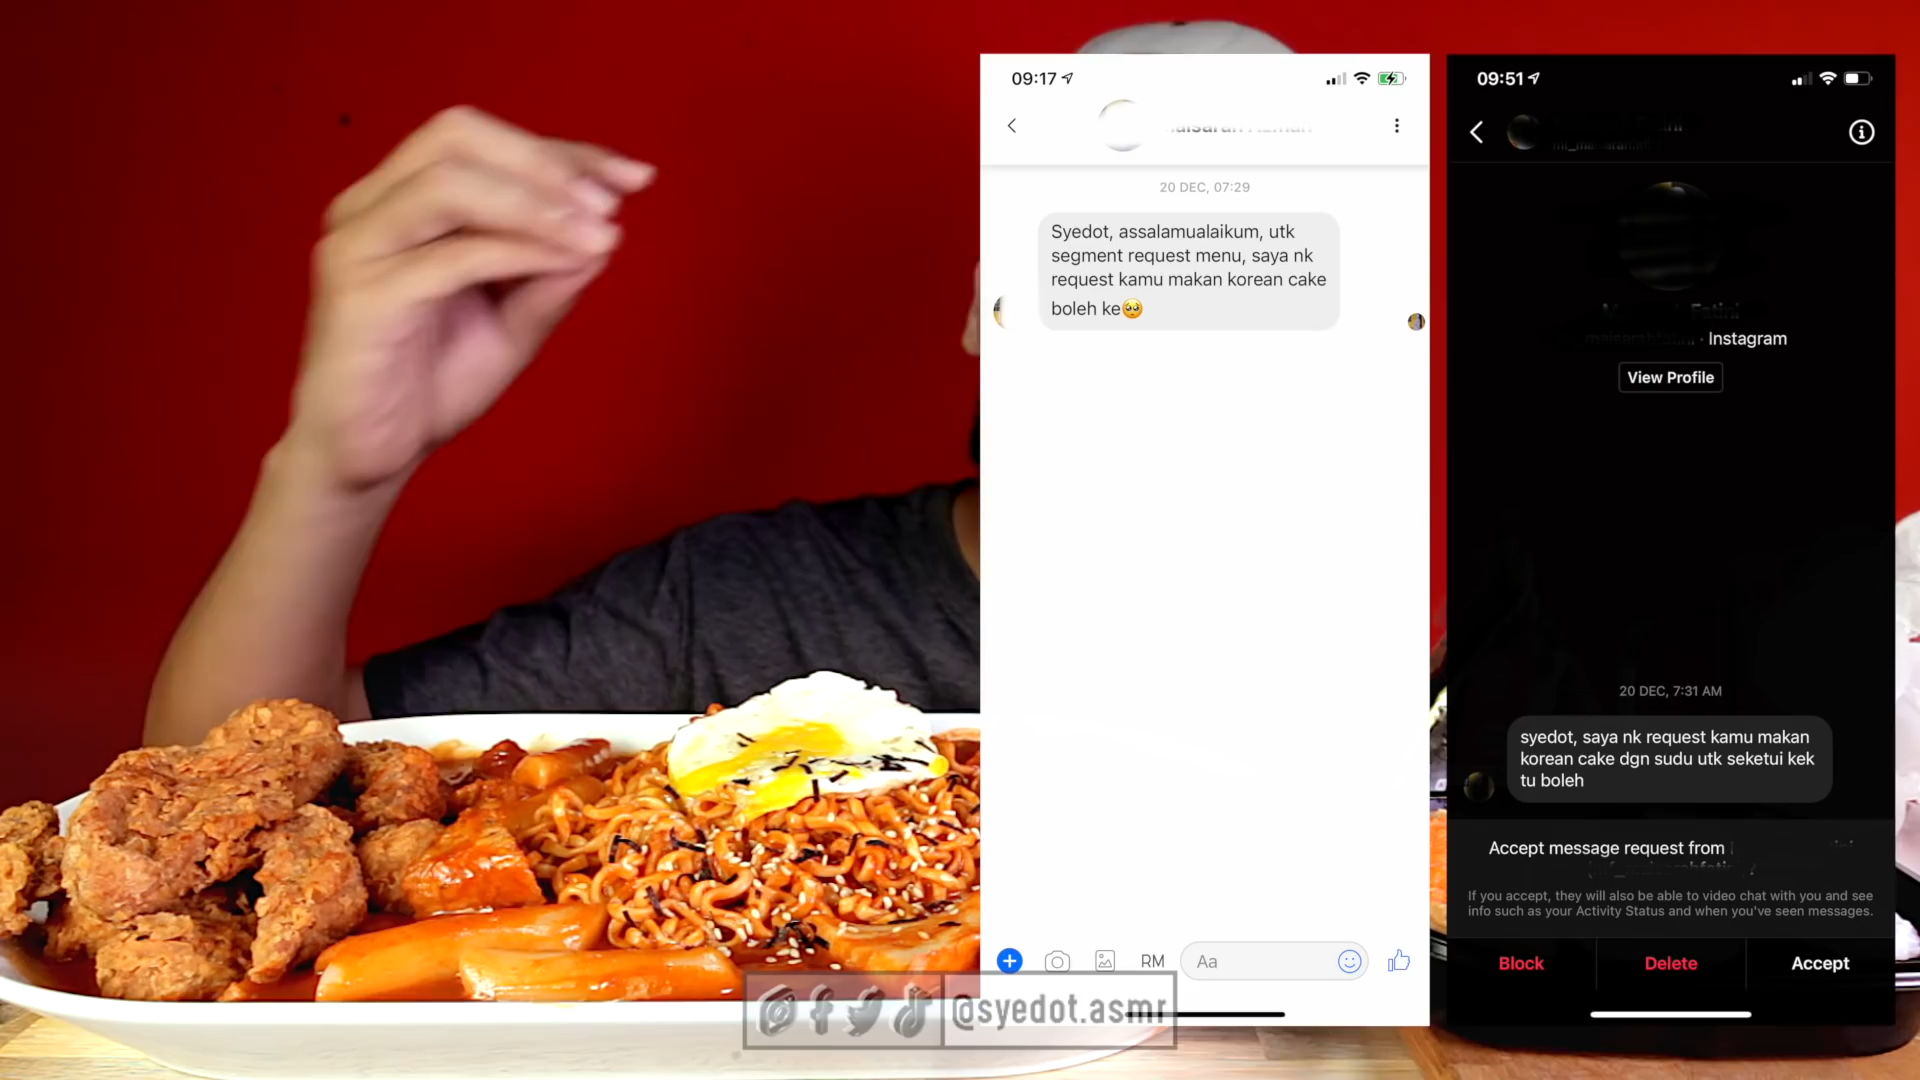 09:17
20 DEC, 07:29
Syedot, assalamualaikum, utk
segment request menu, saya nk
request kamu makan korean cake
boleh ke🥺
RM
Aa
09:51
· Instagram
View Profile
20 DEC, 7:31 AM
syedot, saya nk request kamu makan
korean cake dgn sudu utk seketui kek
tu boleh
Accept message request from
If you accept, they will also be able to video chat with you and see
info such as your Activity Status and when you've seen messages.
Block
Delete
Accept
@syedot.asmr